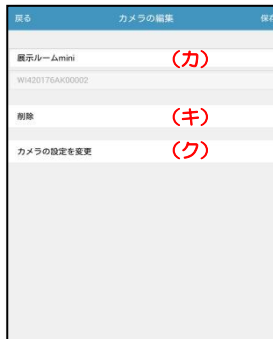 戻る カメラの編集 保存
展示ルームmini (カ)
WI420176AK00002
削除 (キ)
カメラの設定を変更 (ク)